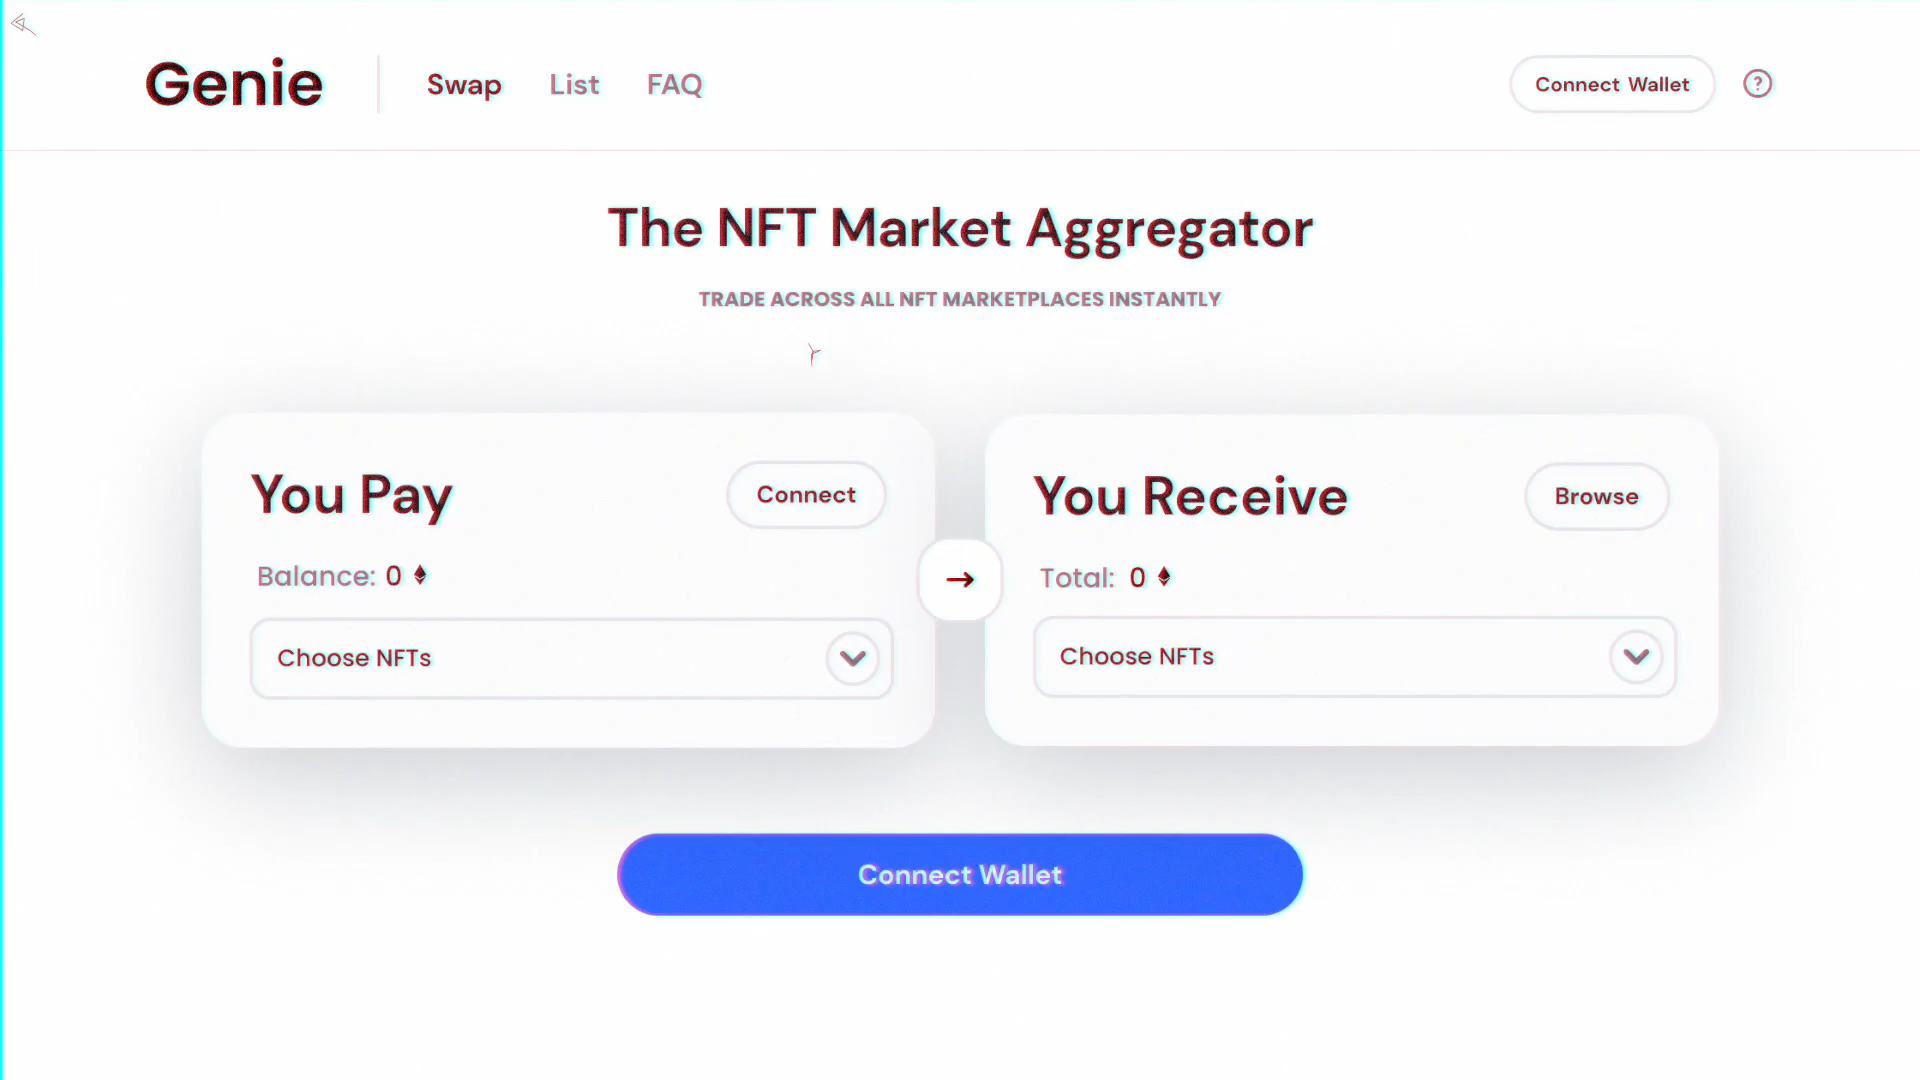 Genie
Swap
List
FAQ
Connect Wallet
?
The NFT Market Aggregator
TRADE ACROSS ALL NFT MARKETPLACES INSTANTLY
You Pay
Connect
Balance: 0
Choose NFTs
You Receive
Browse
Total: 0
Choose NFTs
Connect Wallet